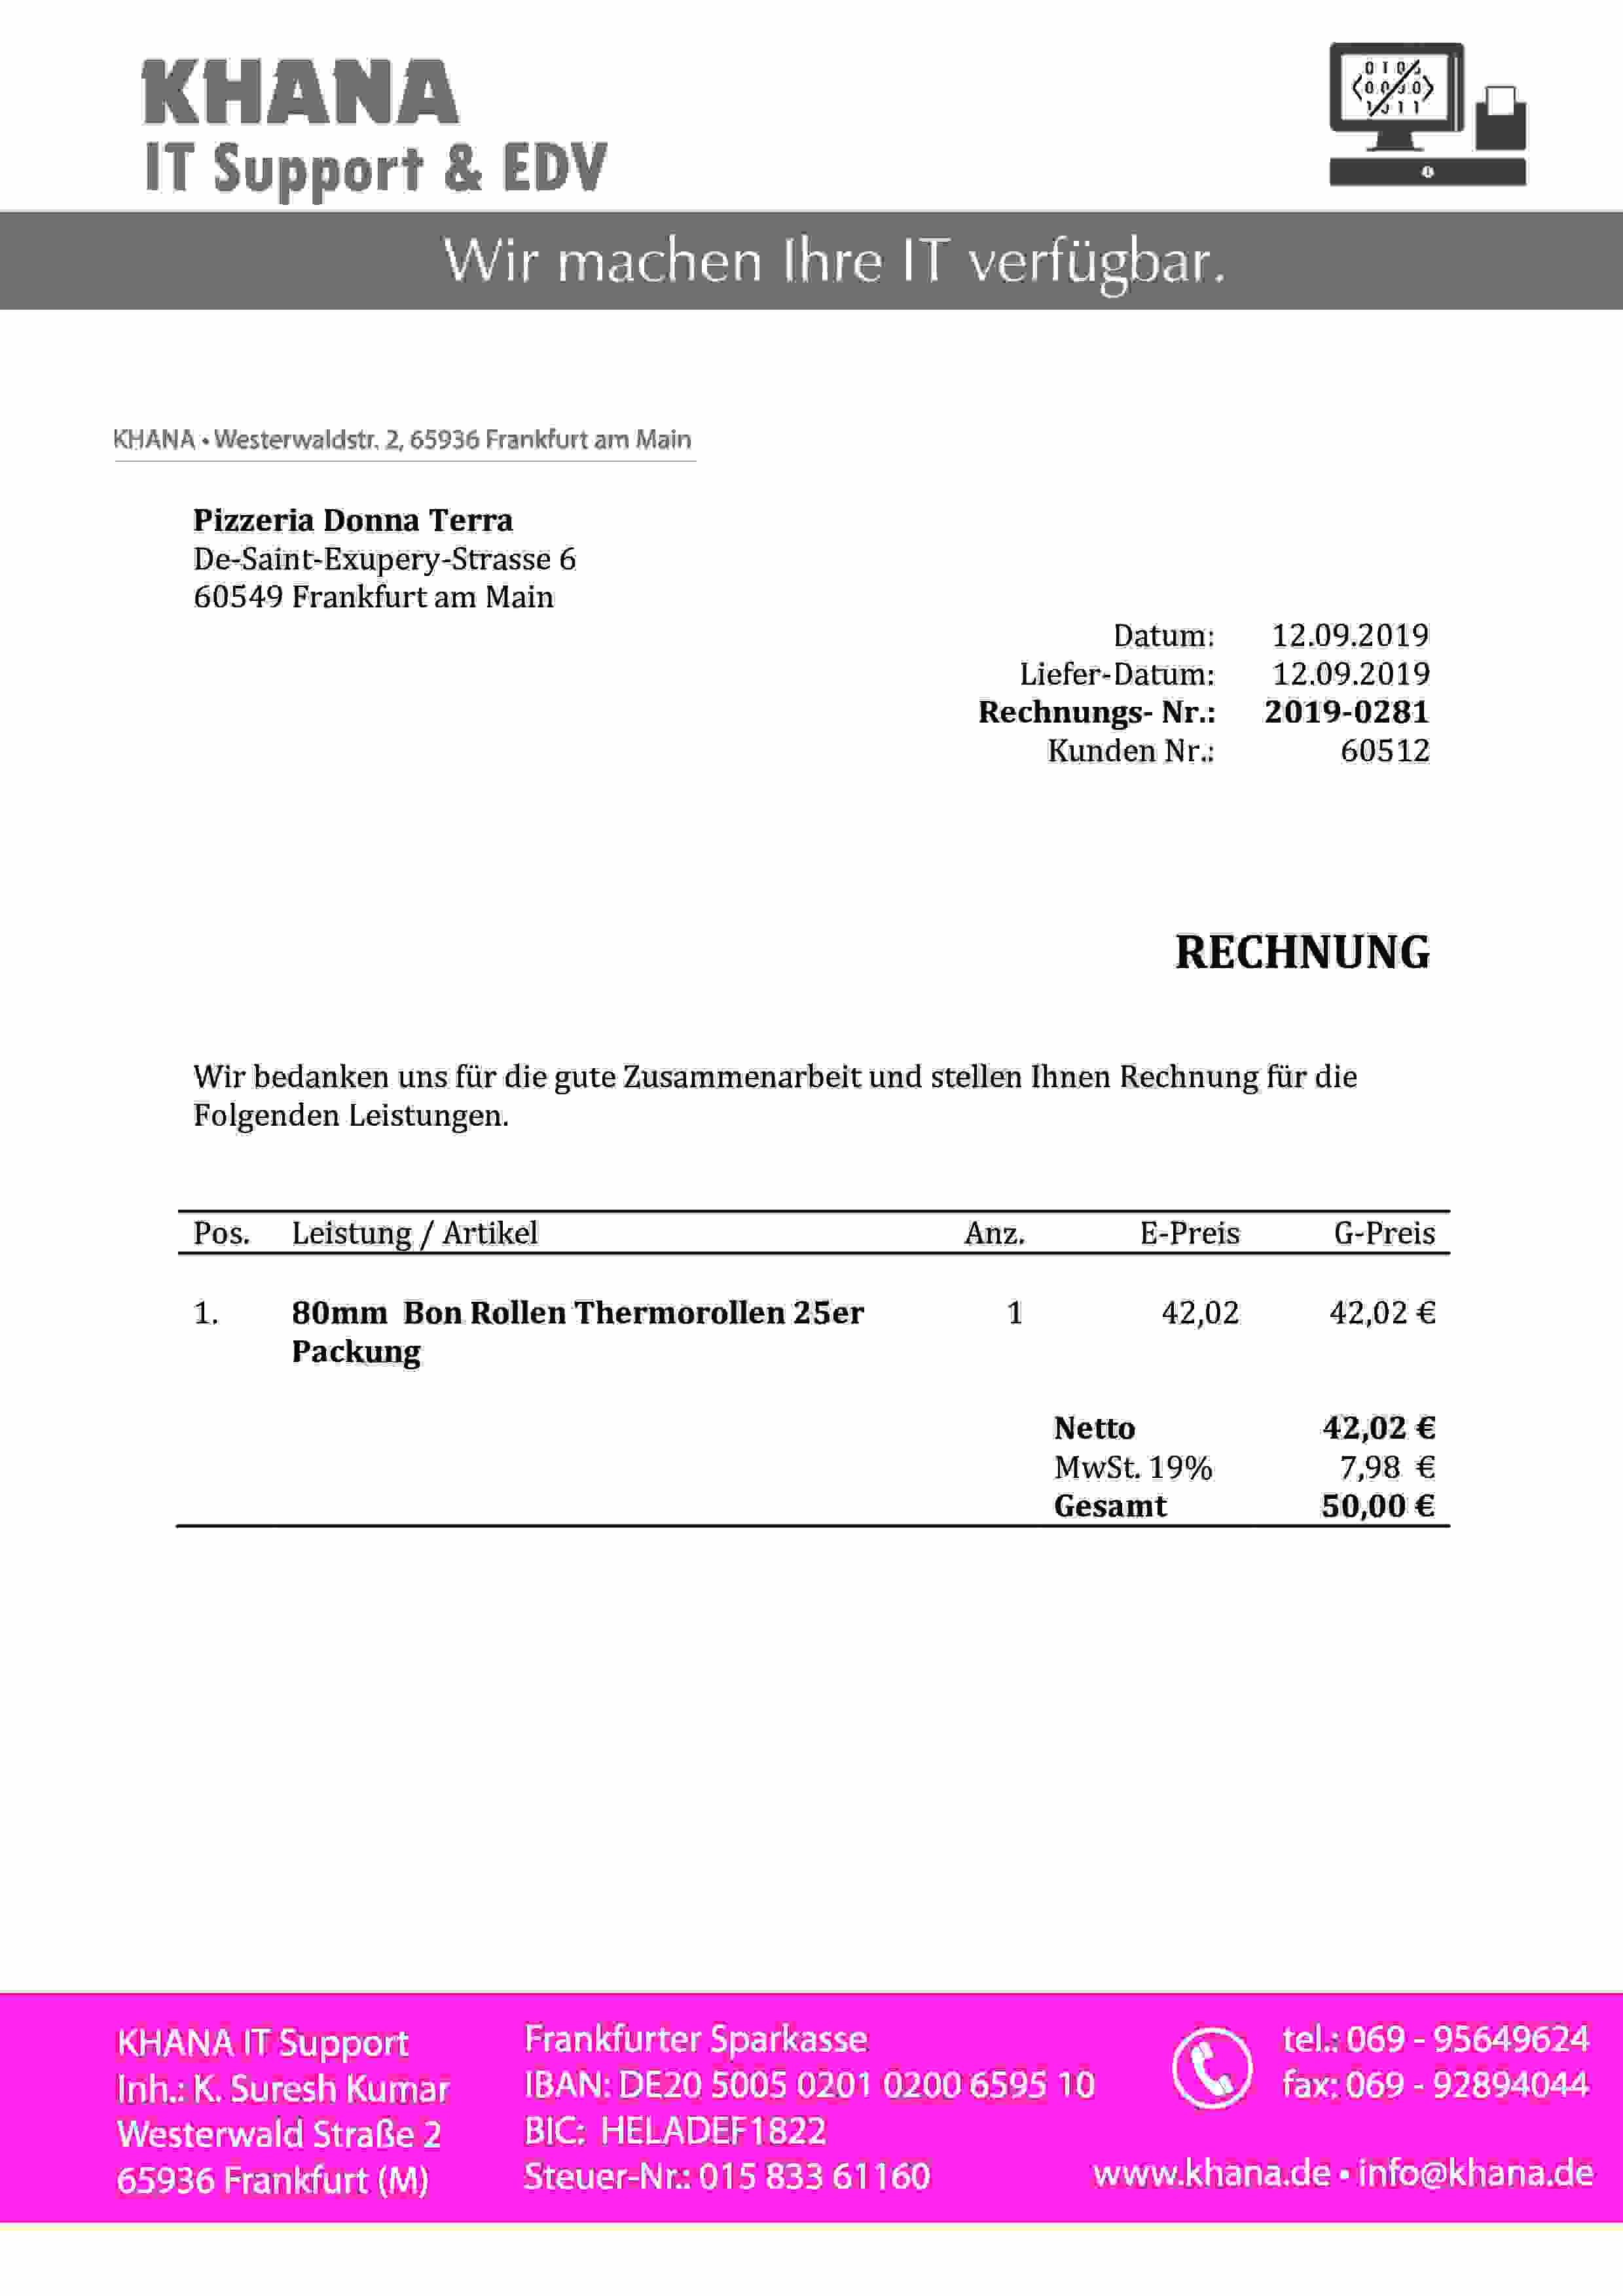 KHANA
IT Support & EDV
Wir machen Ihre IT verfügbar.
KHANA • Westerwaldstr. 2, 65936 Frankfurt am Main
Pizzeria Donna Terra
De-Saint-Exupery-Strasse 6
60549 Frankfurt am Main
Datum: 12.09.2019
Liefer-Datum: 12.09.2019
Rechnungs- Nr.: 2019-0281
Kunden Nr.: 60512
RECHNUNG
Wir bedanken uns für die gute Zusammenarbeit und stellen Ihnen Rechnung für die
Folgenden Leistungen.
Pos. Leistung / Artikel Anz. E-Preis G-Preis
1. 80mm Bon Rollen Thermorollen 25er 1 42,02 42,02 €
Packung
Netto 42,02 €
MwSt. 19% 7,98 €
Gesamt 50,00 €
KHANA IT Support
Inh.: K. Suresh Kumar
Westerwald Straße 2
65936 Frankfurt (M)
Frankfurter Sparkasse
IBAN: DE20 5005 0201 0200 6595 10
BIC: HELADEF1822
Steuer-Nr.: 015 833 61160
tel.: 069 - 95649624
fax: 069 - 92894044
www.khana.de • info@khana.de